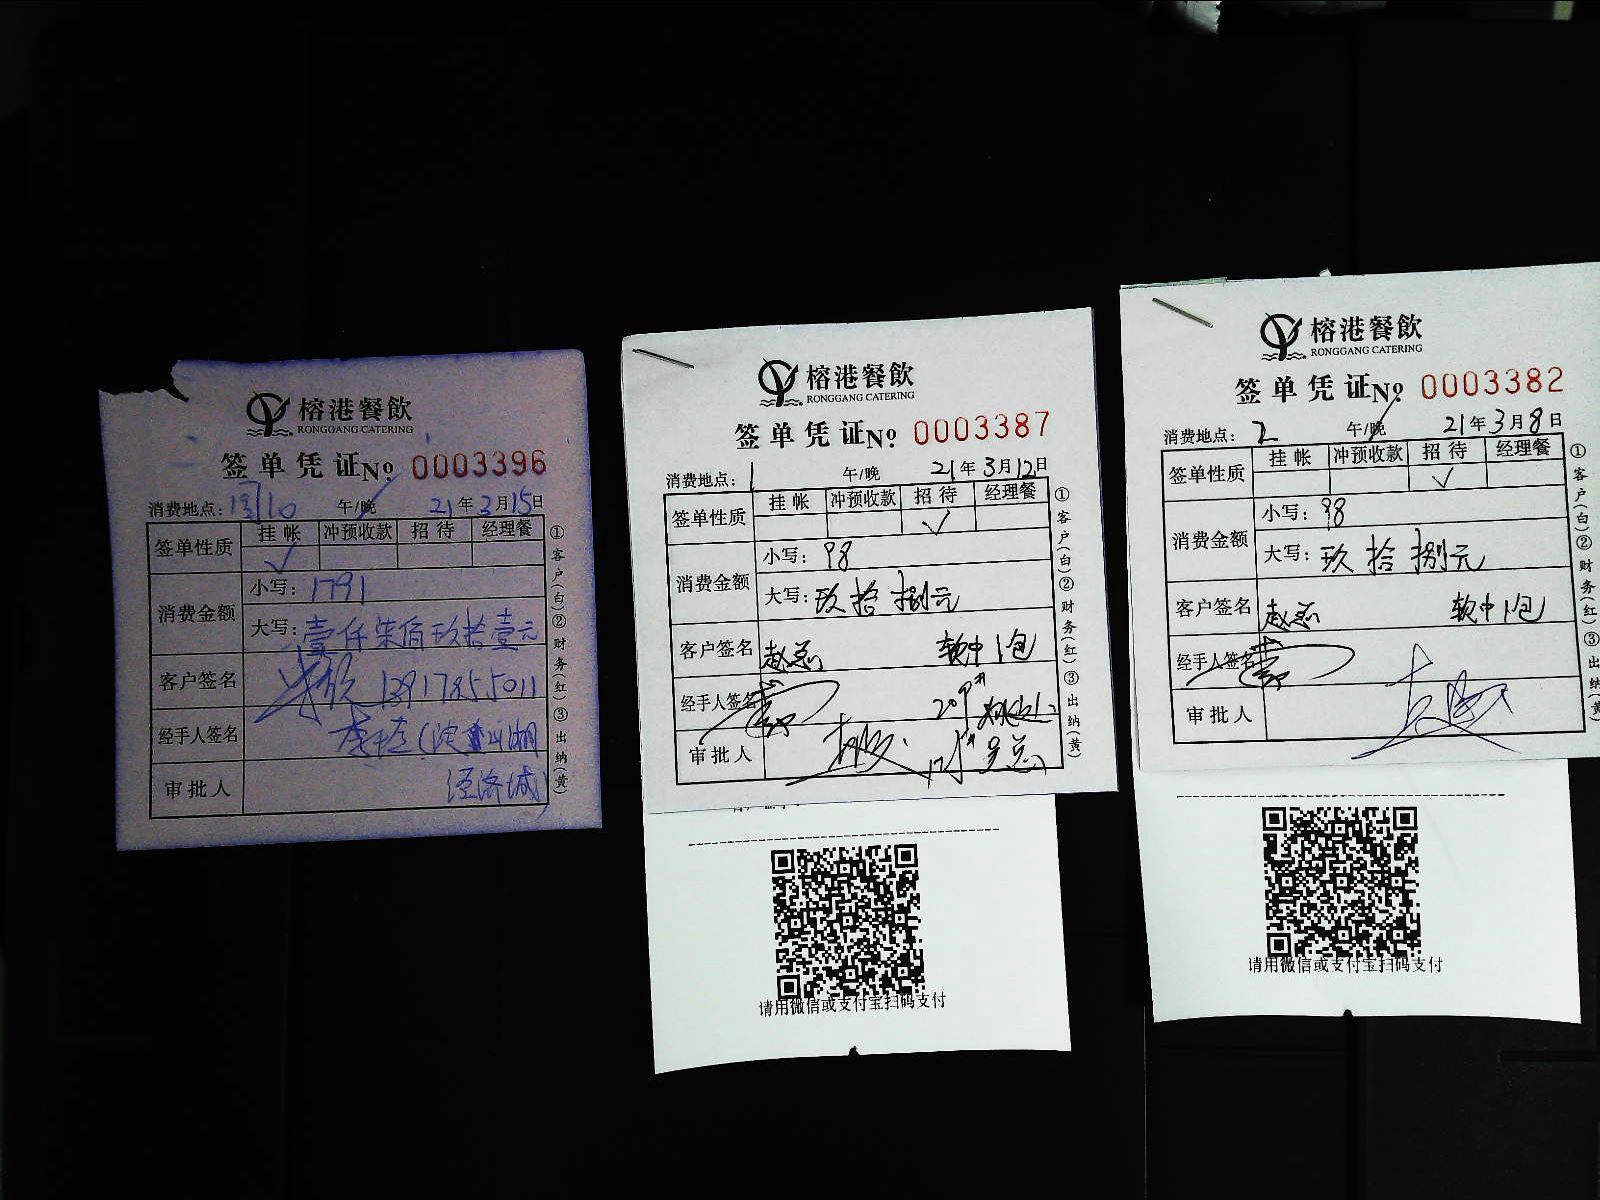 榕港餐飲
RONGGANG CATERING
签单凭证No. 0003396
消费地点: 午/晚 21年3月15日
签单性质 挂帐 冲预收款 招待 经理餐
✓
消费金额 小写: 1791
大写: 壹仟柒佰玖拾壹元
客户签名 13917855011
经手人签名
审批人 经济城)
①客户(白)②财务(红)③出纳(黄)
榕港餐飲
RONGGANG CATERING
签单凭证No. 0003387
消费地点: 1 午/晚 21年3月12日
签单性质 挂帐 冲预收款 招待 经理餐
✓
消费金额 小写: 98
大写: 玖拾捌元
客户签名 赵总 软中1包
经手人签名
审批人
①客户(白)②财务(红)③出纳(黄)
请用微信或支付宝扫码支付
榕港餐飲
RONGGANG CATERING
签单凭证No. 0003382
消费地点: 2 午/晚 21年3月8日
签单性质 挂帐 冲预收款 招待 经理餐
✓
消费金额 小写: 98
大写: 玖拾捌元
客户签名 赵总 软中1包
经手人签名
审批人
①客户(白)②财务(红)③出纳(黄)
请用微信或支付宝扫码支付